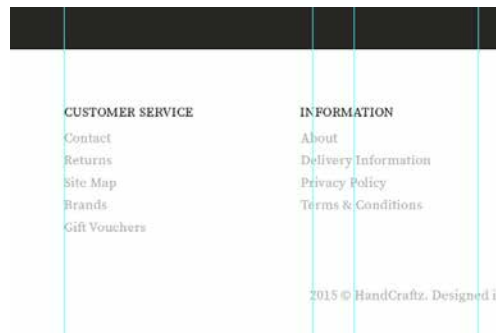 CUSTOMER SERVICE
Contact
Returns
Site Map
Brands
Gift Vouchers
INFORMATION
About
Delivery Information
Privacy Policy
Terms & Conditions
2015 © HandCraftz. Designed i